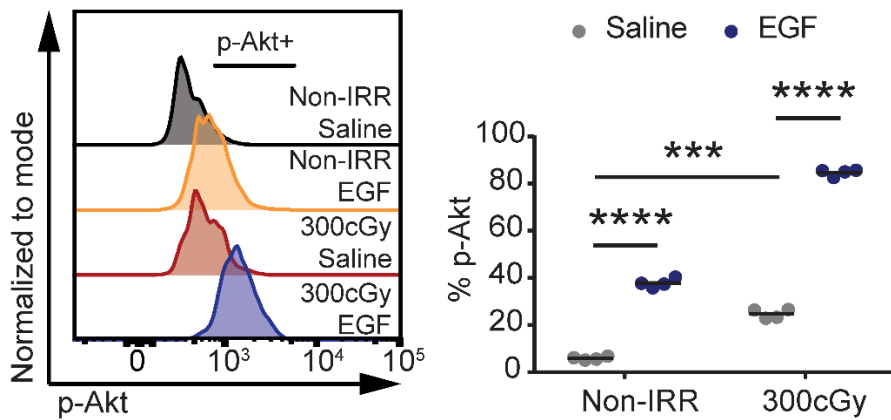 Normalized to mode
p-Akt+
Non-IRR
Saline
Non-IRR
EGF
300cGy
Saline
300cGy
EGF
0 10³ 10⁴ 10⁵
p-Akt
Saline EGF
% p-Akt
100
80
60
40
20
0
****
***
****
Non-IRR 300cGy